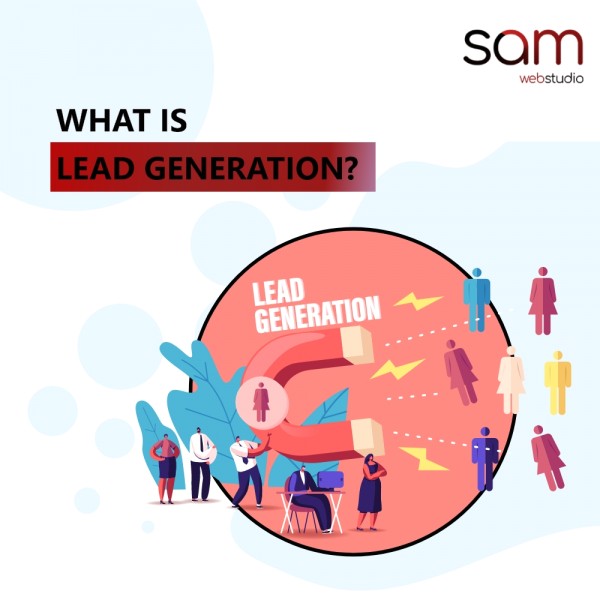 sam
webstudio
WHAT IS
LEAD GENERATION?
LEAD
GENERATION